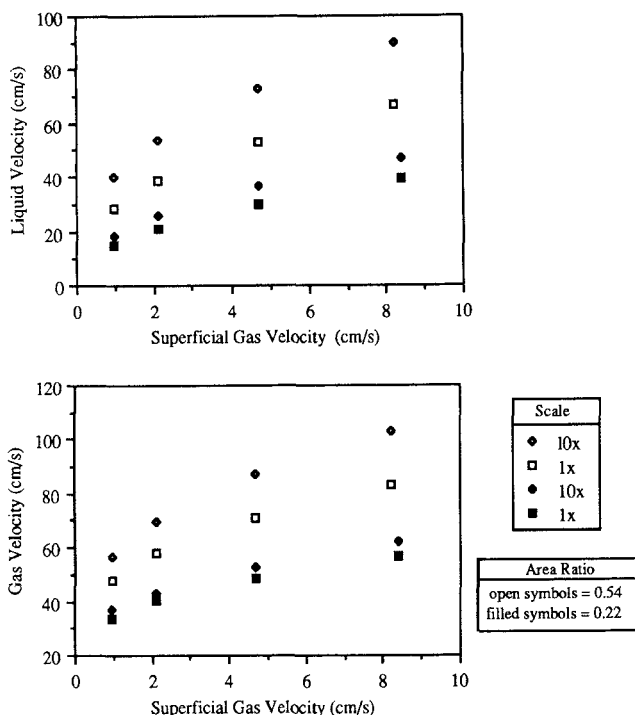 100
80
60
40
20
0
Liquid Velocity (cm/s)
0 2 4 6 8 10
Superficial Gas Velocity (cm/s)
120
100
80
60
40
20
Gas Velocity (cm/s)
0 2 4 6 8 10
Superficial Gas Velocity (cm/s)
Scale
10x
1x
10x
1x
Area Ratio
open symbols = 0.54
filled symbols = 0.22